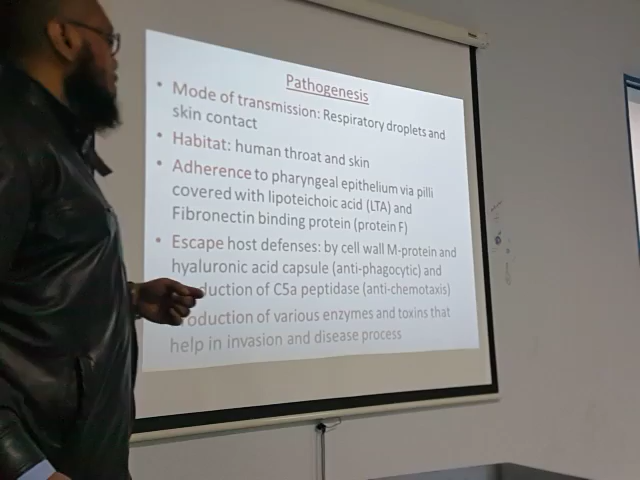 Pathogenesis
• Mode of transmission: Respiratory droplets and
skin contact
• Habitat: human throat and skin
• Adherence to pharyngeal epithelium via pilli
covered with lipoteichoic acid (LTA) and
Fibronectin binding protein (protein F)
• Escape host defenses: by cell wall M-protein and
hyaluronic acid capsule (anti-phagocytic) and
duction of C5a peptidase (anti-chemotaxis)
roduction of various enzymes and toxins that
help in invasion and disease process